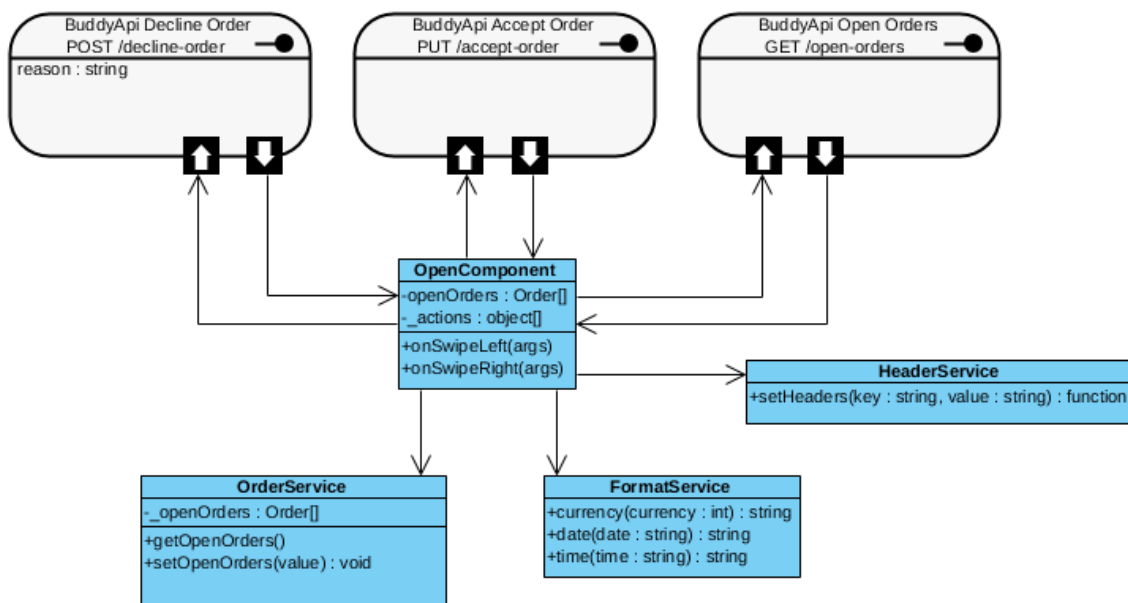 BuddyApi Decline Order
POST /decline-order
reason : string
BuddyApi Accept Order
PUT /accept-order
BuddyApi Open Orders
GET /open-orders
OpenComponent
-openOrders : Order[]
-_actions : object[]
+onSwipeLeft(args)
+onSwipeRight(args)
HeaderService
+setHeaders(key : string, value : string) : function
OrderService
-_openOrders : Order[]
+getOpenOrders()
+setOpenOrders(value) : void
FormatService
+currency(currency : int) : string
+date(date : string) : string
+time(time : string) : string